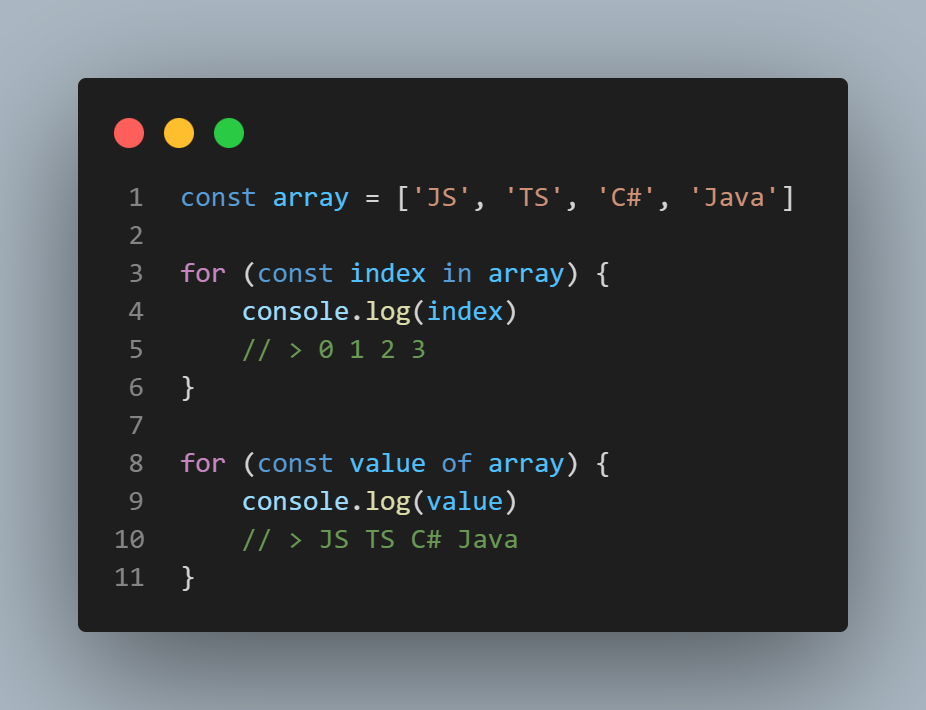 1 const array = ['JS', 'TS', 'C#', 'Java']
2
3 for (const index in array) {
4     console.log(index)
5     // > 0 1 2 3
6 }
7
8 for (const value of array) {
9     console.log(value)
10     // > JS TS C# Java
11 }